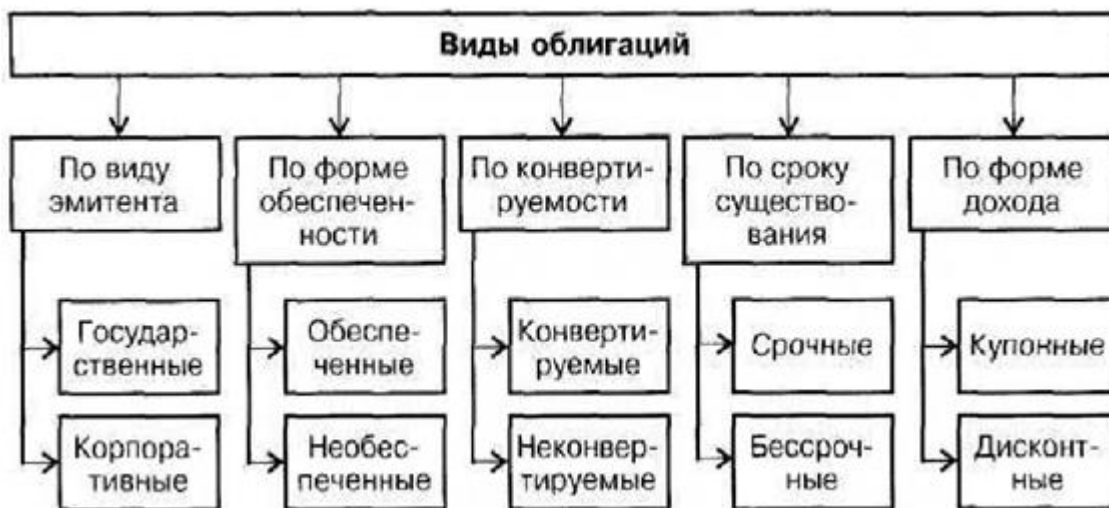 Виды облигаций
По виду
эмитента
По форме
обеспечен-
ности
По конверти-
руемости
По сроку
существо-
вания
По форме
дохода
Государ-
ственные
Обеспе-
ченные
Конверти-
руемые
Срочные
Купонные
Корпора-
тивные
Необес-
печенные
Неконвер-
тируемые
Бессроч-
ные
Дисконт-
ные